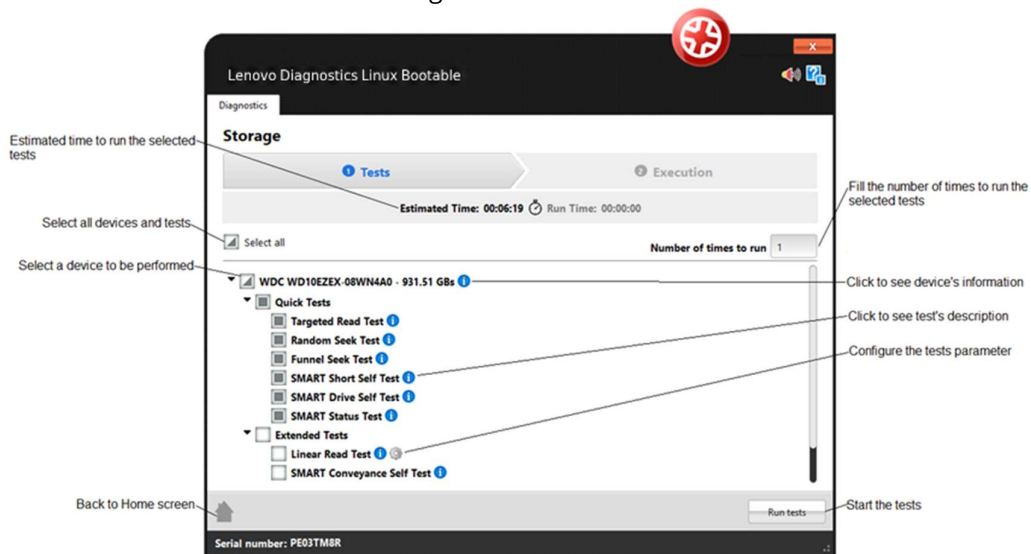 x
Lenovo Diagnostics Linux Bootable
Diagnostics
Storage
Estimated time to run the selected
tests
1 Tests
2 Execution
Fill the number of times to run the
selected tests
Estimated Time: 00:06:19 Run Time: 00:00:00
Select all devices and tests
Select all
Number of times to run 1
Select a device to be performed
WDC WD10EZEX-08WN4A0 - 931.51 GBs i
Click to see device's information
Quick Tests
Targeted Read Test i
Click to see test's description
Random Seek Test i
Funnel Seek Test i
Configure the tests parameter
SMART Short Self Test i
SMART Drive Self Test i
SMART Status Test i
Extended Tests
Linear Read Test i
SMART Conveyance Self Test i
Back to Home screen
Run tests
Start the tests
Serial number: PE03TM8R